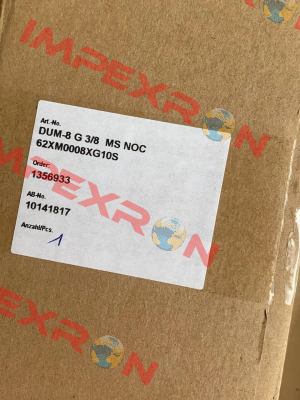 IMPEXRON
Art.-No.
DUM-8 G 3/8 MS NOC
62XM0008XG10S
Order:
1356933
AB-No.
10141817
Anzahl/Pcs.
1
IMPEXRON
IMPEXRON